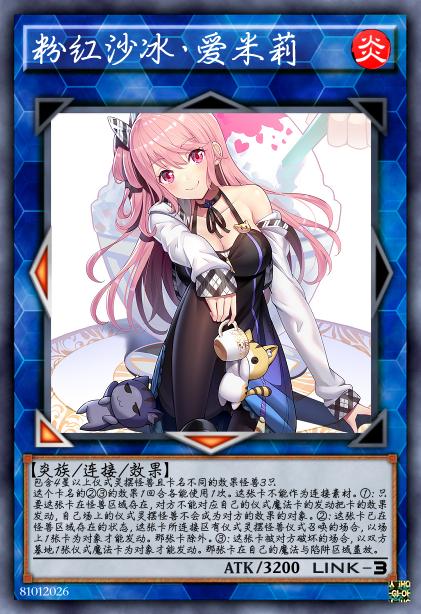 粉红沙冰·爱米莉
炎
【炎族/连接/效果】
包含4星以上仪式灵摆怪兽且卡名不同的效果怪兽3只
这个卡名的②③的效果1回合各能使用1次。这张卡不能作为连接素材。①：只
要这张卡在怪兽区域存在，对方不能对应自己的仪式魔法卡的发动把卡的效果
发动，自己场上的仪式灵摆怪兽不会成为对方的效果的对象。②：这张卡已在
怪兽区域存在的状态，这张卡所连接区有仪式灵摆怪兽仪式召唤的场合，以场
上1张卡为对象才能发动。那张卡除外。③：这张卡被对方破坏的场合，以双方
墓地1张仪式魔法卡为对象才能发动。那张卡在自己的魔法与陷阱区域盖放。
ATK/3200 LINK-3
81012026